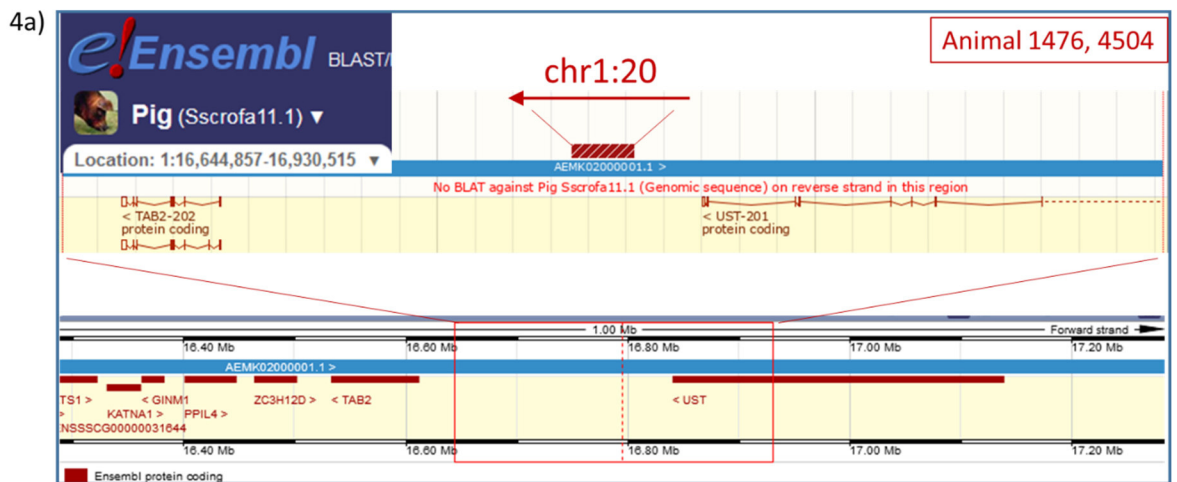 4a)
e!Ensembl BLAST/
Animal 1476, 4504
chr1:20
Pig (Sscrofa11.1) ▼
Location: 1:16,644,857-16,930,515 ▼
AEMK02000001.1 >
No BLAT against Pig Sscrofa11.1 (Genomic sequence) on reverse strand in this region
< TAB2-202
protein coding
< UST-201
protein coding
1.00 Mb
Forward strand
16.40 Mb 16.60 Mb 16.80 Mb 17.00 Mb 17.20 Mb
AEMK02000001.1 >
TS1 > < GINM1 ZC3H12D > < TAB2 < UST
> KATNA1 > PPIL4 >
NSSSCG00000031644
16.40 Mb 16.60 Mb 16.80 Mb 17.00 Mb 17.20 Mb
Ensembl protein coding